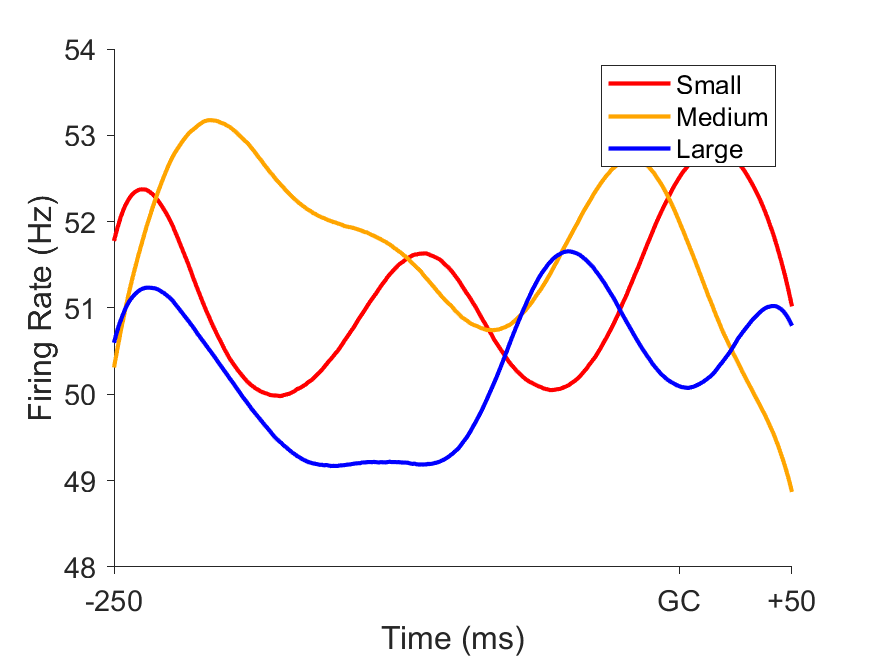 54
53
52
51
50
49
48
Firing Rate (Hz)
Small
Medium
Large
-250
GC
+50
Time (ms)